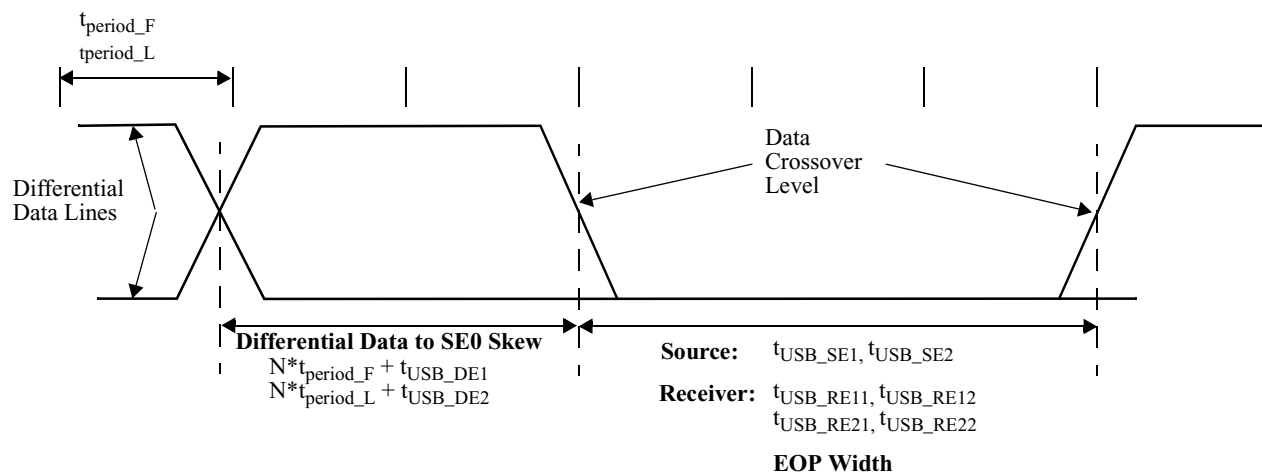 tperiod_F
tperiod_L
Differential
Data Lines
Data
Crossover
Level
Differential Data to SE0 Skew
N*tperiod_F + tUSB_DE1
N*tperiod_L + tUSB_DE2
Source: tUSB_SE1, tUSB_SE2
Receiver: tUSB_RE11, tUSB_RE12
tUSB_RE21, tUSB_RE22
EOP Width